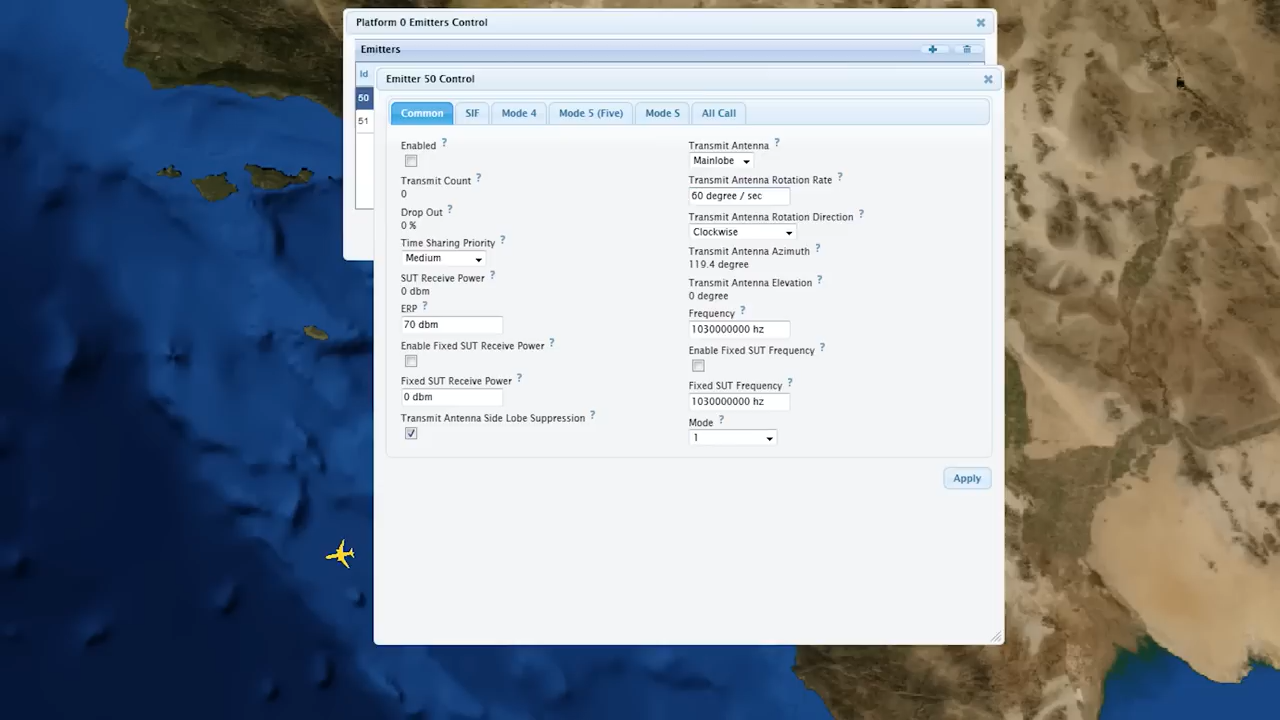 Platform 0 Emitters Control
Emitters
Id
Emitter 50 Control
50
51
Common SIF Mode 4 Mode 5 (Five) Mode S All Call
Enabled ?
Transmit Count ?
0
Drop Out ?
0 %
Time Sharing Priority ?
Medium
SUT Receive Power ?
0 dbm
ERP ?
70 dbm
Enable Fixed SUT Receive Power ?
Fixed SUT Receive Power ?
0 dbm
Transmit Antenna Side Lobe Suppression ?
Transmit Antenna ?
Mainlobe
Transmit Antenna Rotation Rate ?
60 degree / sec
Transmit Antenna Rotation Direction ?
Clockwise
Transmit Antenna Azimuth ?
119.4 degree
Transmit Antenna Elevation ?
0 degree
Frequency ?
1030000000 hz
Enable Fixed SUT Frequency ?
Fixed SUT Frequency ?
1030000000 hz
Mode ?
1
Apply